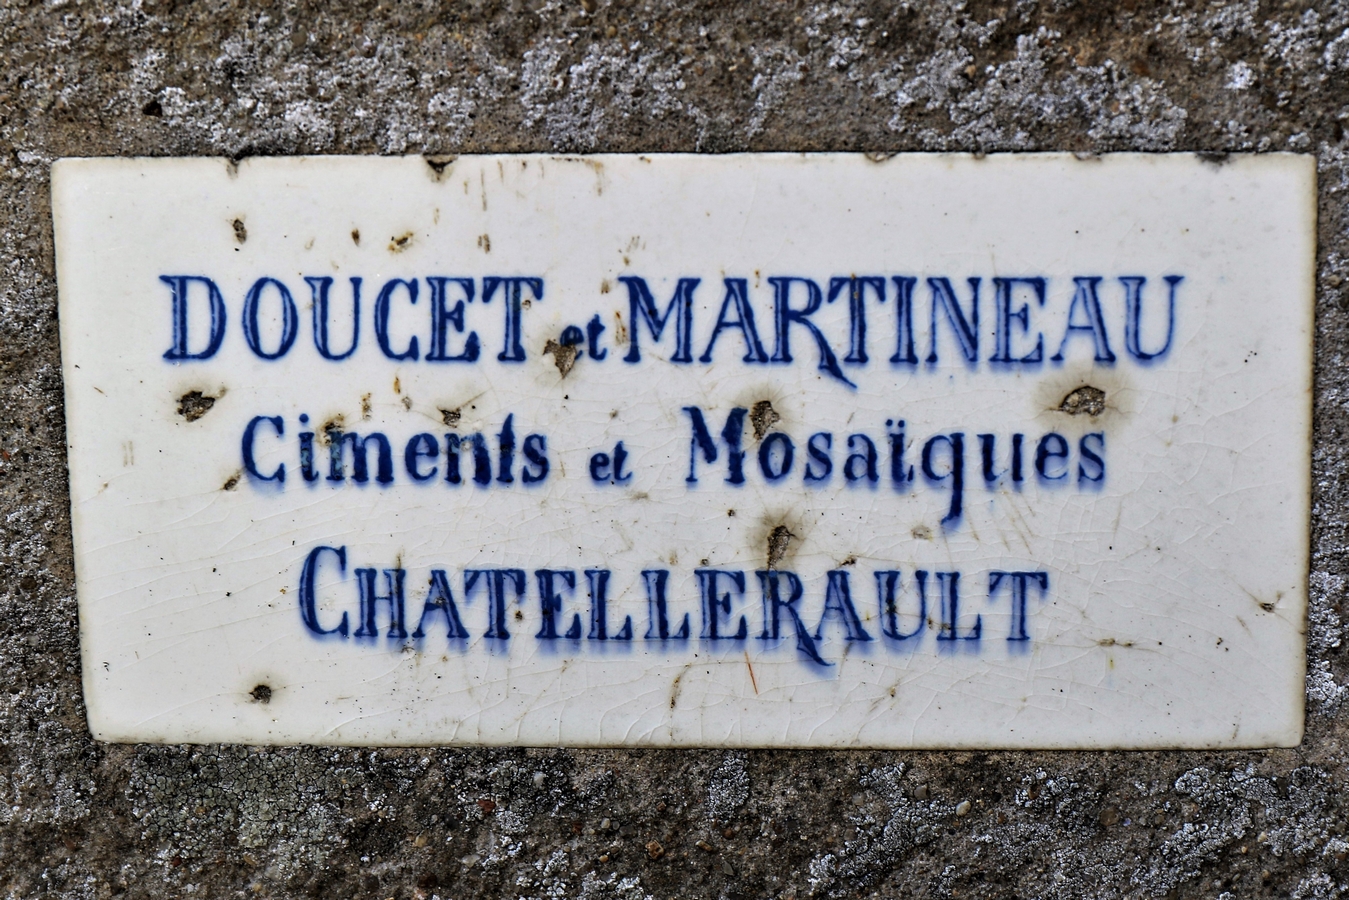 DOUCET et MARTINEAU
Ciments et Mosaïques
CHATELLERAULT